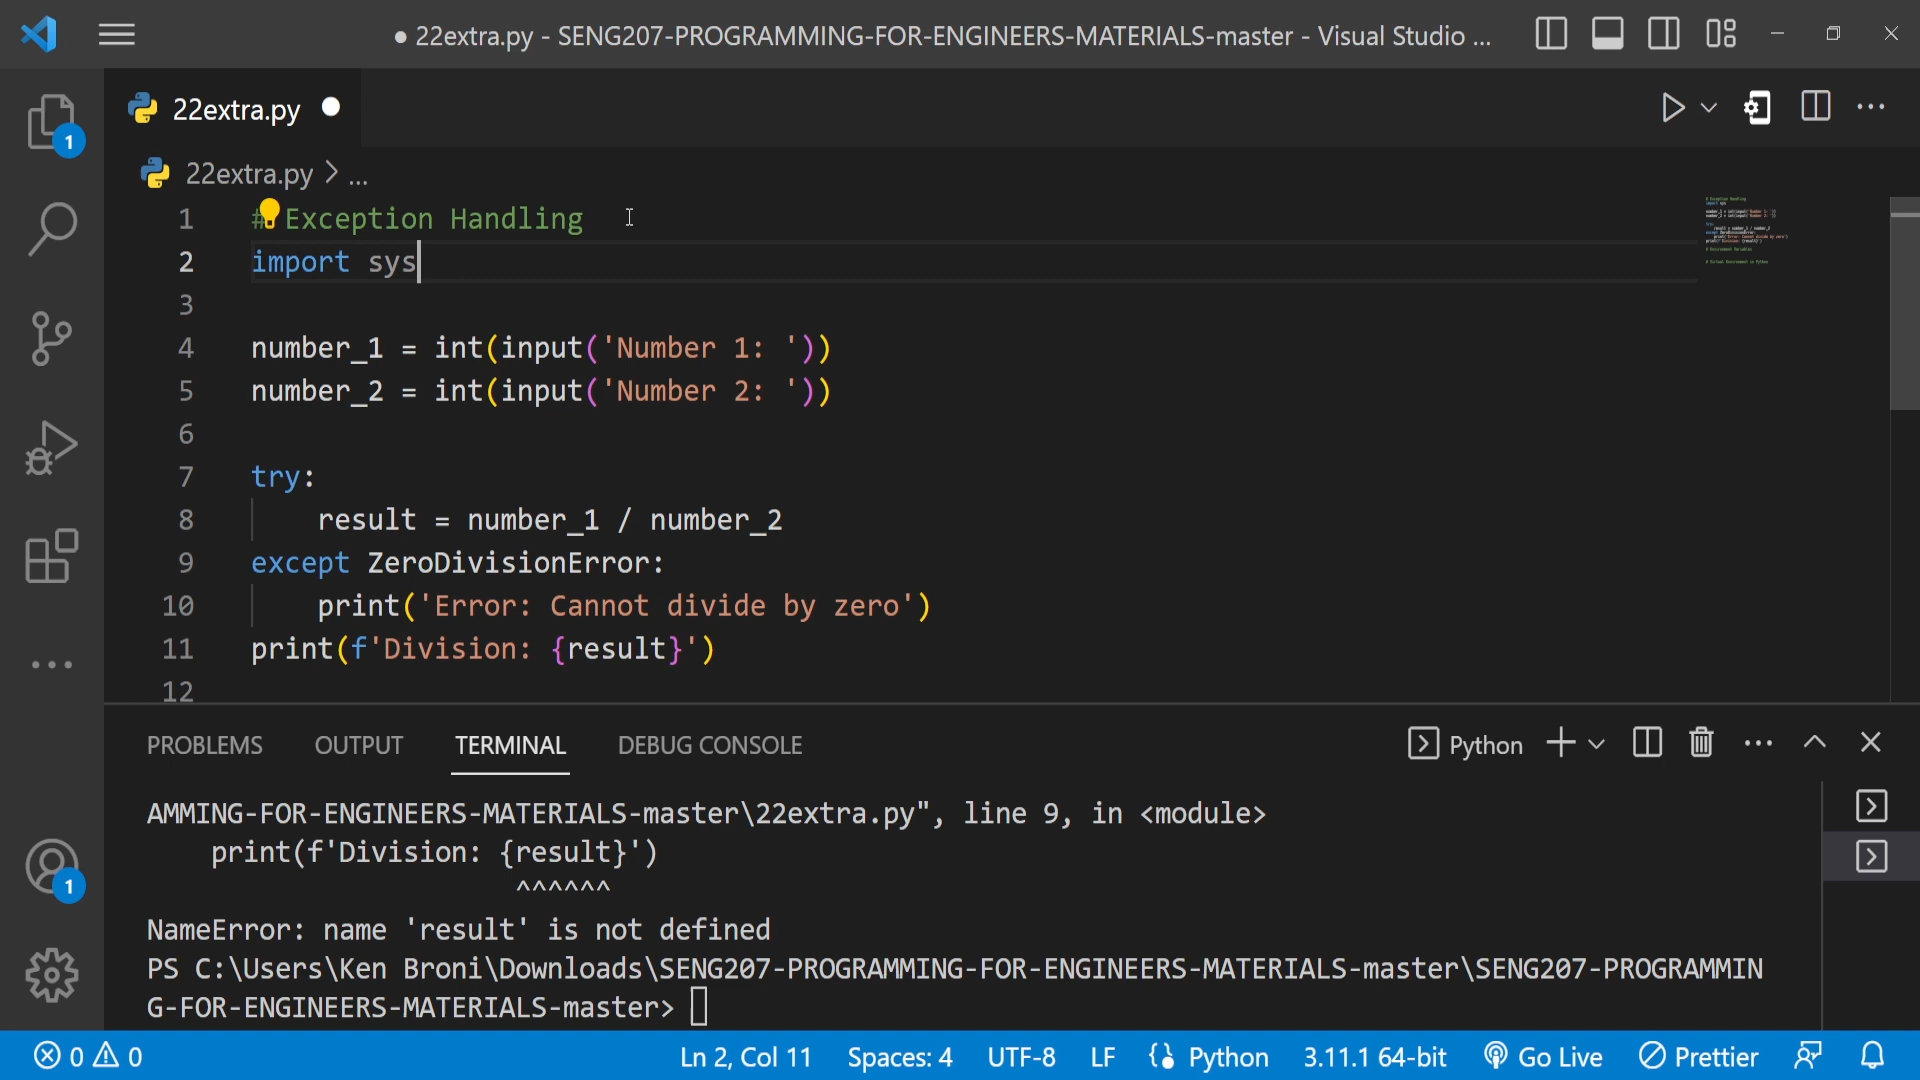 ● 22extra.py - SENG207-PROGRAMMING-FOR-ENGINEERS-MATERIALS-master - Visual Studio ...
22extra.py
22extra.py > ...
1 # Exception Handling
2 import sys
3
4 number_1 = int(input('Number 1: '))
5 number_2 = int(input('Number 2: '))
6
7 try:
8 result = number_1 / number_2
9 except ZeroDivisionError:
10 print('Error: Cannot divide by zero')
11 print(f'Division: {result}')
12
1
PROBLEMS OUTPUT TERMINAL DEBUG CONSOLE Python
AMMING-FOR-ENGINEERS-MATERIALS-master\22extra.py", line 9, in <module>
print(f'Division: {result}')
^^^^^^
NameError: name 'result' is not defined
PS C:\Users\Ken Broni\Downloads\SENG207-PROGRAMMING-FOR-ENGINEERS-MATERIALS-master\SENG207-PROGRAMMIN
G-FOR-ENGINEERS-MATERIALS-master>
1
0 0 Ln 2, Col 11 Spaces: 4 UTF-8 LF Python 3.11.1 64-bit Go Live Prettier